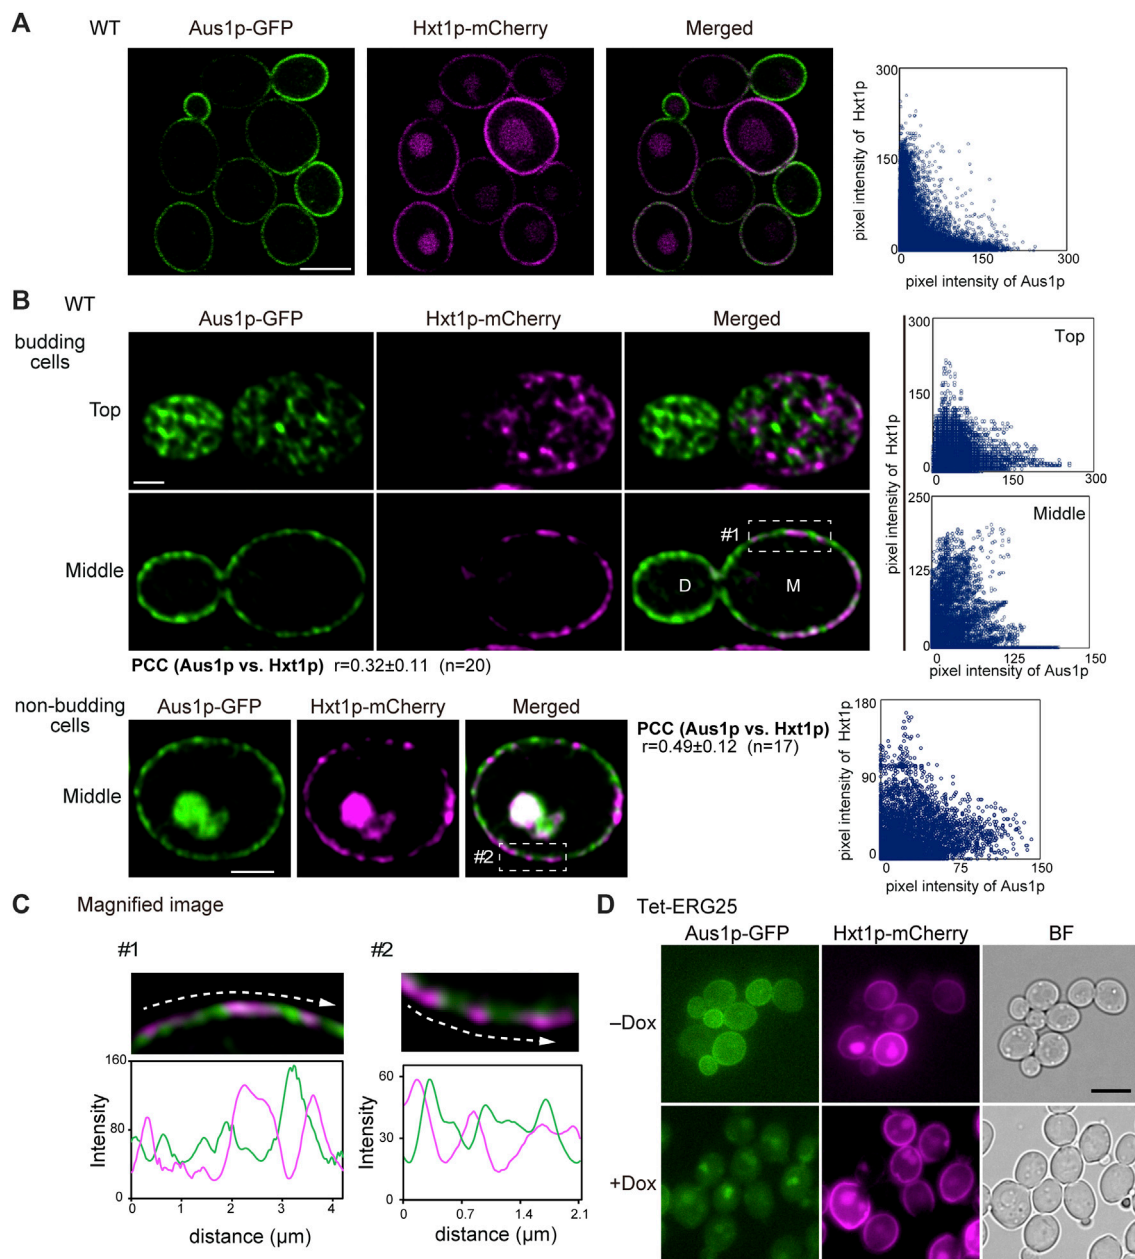 A
WT
Aus1p-GFP
Hxt1p-mCherry
Merged
pixel intensity of Hxt1p
300
150
0
0
150
300
pixel intensity of Aus1p
B
WT
budding
cells
Aus1p-GFP
Hxt1p-mCherry
Merged
Top
Middle
#1
D
M
pixel intensity of Hxt1p
300
150
0
Top
0
150
300
250
125
0
Middle
0
125
150
pixel intensity of Aus1p
PCC (Aus1p vs. Hxt1p) r=0.32±0.11 (n=20)
non-budding
cells
Aus1p-GFP
Hxt1p-mCherry
Merged
Middle
#2
PCC (Aus1p vs. Hxt1p)
r=0.49±0.12 (n=17)
pixel intensity of Hxt1p
180
90
0
0
75
150
pixel intensity of Aus1p
C
Magnified image
#1
#2
Intensity
160
80
0
0
1
2
3
4
distance (µm)
Intensity
60
30
0
0
0.7
1.4
2.1
distance (µm)
D
Tet-ERG25
Aus1p-GFP
Hxt1p-mCherry
BF
–Dox
+Dox